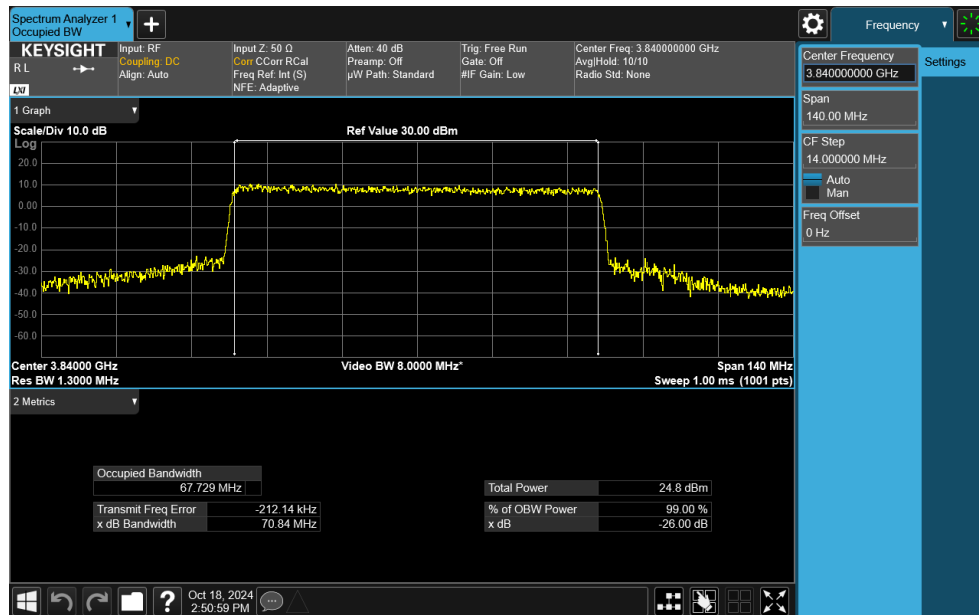 Spectrum Analyzer 1
Occupied BW
+
Frequency
KEYSIGHT
R L
LXI
Input: RF
Coupling: DC
Align: Auto
Input Z: 50 Ω
Corr CCorr RCal
Freq Ref: Int (S)
NFE: Adaptive
Atten: 40 dB
Preamp: Off
µW Path: Standard
Trig: Free Run
Gate: Off
#IF Gain: Low
Center Freq: 3.840000000 GHz
Avg|Hold: 10/10
Radio Std: None
Center Frequency
3.840000000 GHz
Settings
Span
140.00 MHz
CF Step
14.000000 MHz
Auto
Man
Freq Offset
0 Hz
1 Graph
Scale/Div 10.0 dB
Ref Value 30.00 dBm
Log
20.0
10.0
0.00
-10.0
-20.0
-30.0
-40.0
-50.0
-60.0
Center 3.84000 GHz
Video BW 8.0000 MHz*
Span 140 MHz
Res BW 1.3000 MHz
Sweep 1.00 ms (1001 pts)
2 Metrics
Occupied Bandwidth
67.729 MHz
Transmit Freq Error -212.14 kHz
x dB Bandwidth 70.84 MHz
Total Power 24.8 dBm
% of OBW Power 99.00 %
x dB -26.00 dB
?
Oct 18, 2024
2:50:59 PM